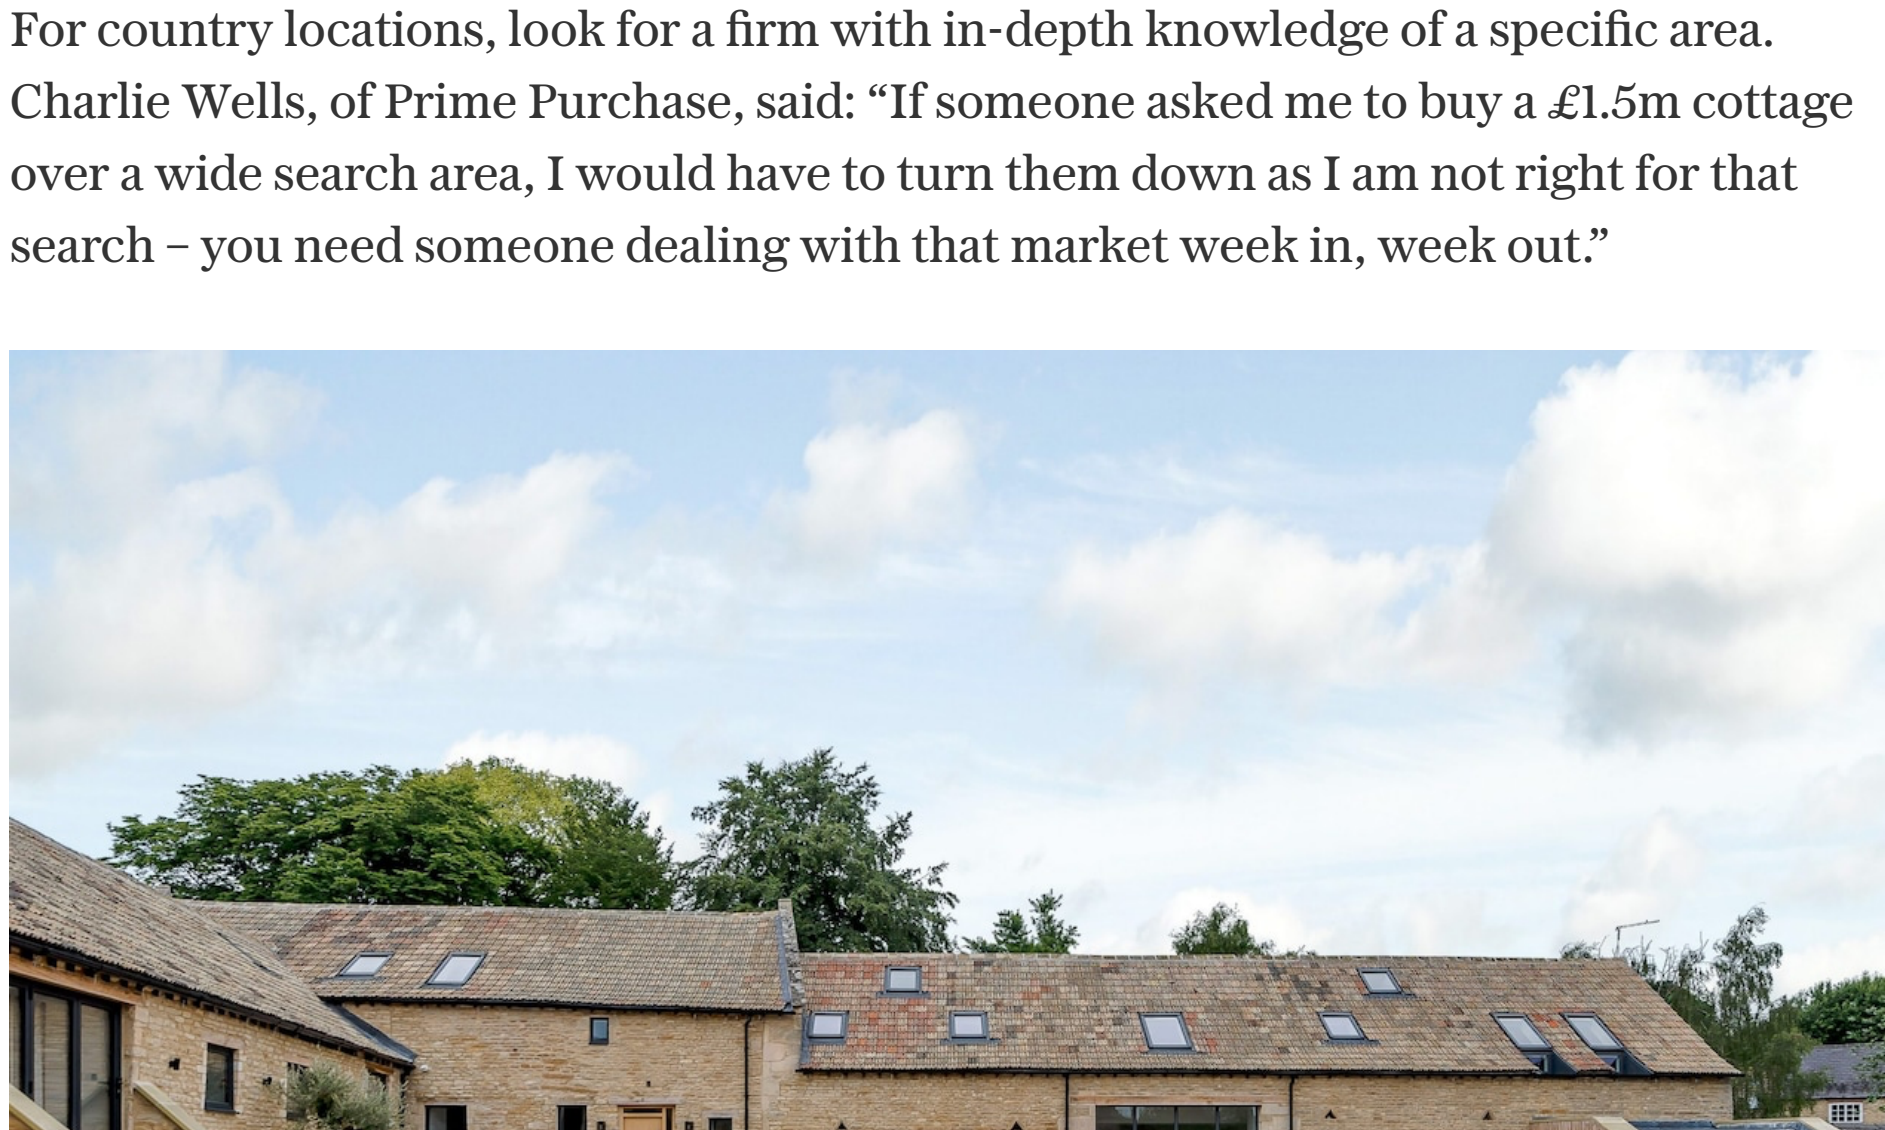 For country locations, look for a firm with in-depth knowledge of a specific area.
Charlie Wells, of Prime Purchase, said: “If someone asked me to buy a £1.5m cottage
over a wide search area, I would have to turn them down as I am not right for that
search – you need someone dealing with that market week in, week out.”